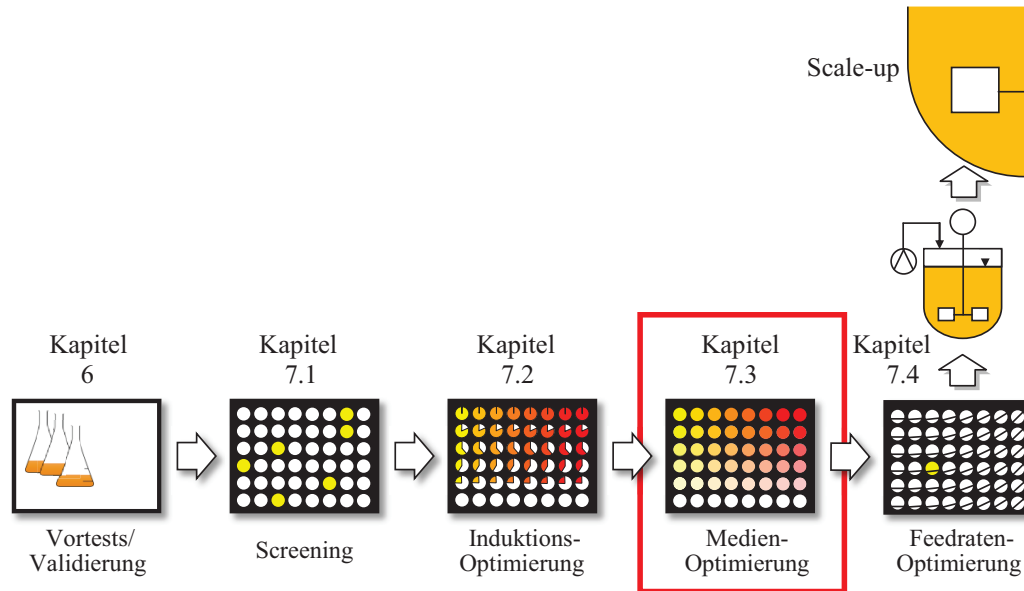 Scale-up
Kapitel
6
Kapitel
7.1
Kapitel
7.2
Kapitel
7.3
Kapitel
7.4
Vortests/
Validierung
Screening
Induktions-
Optimierung
Medien-
Optimierung
Feedraten-
Optimierung